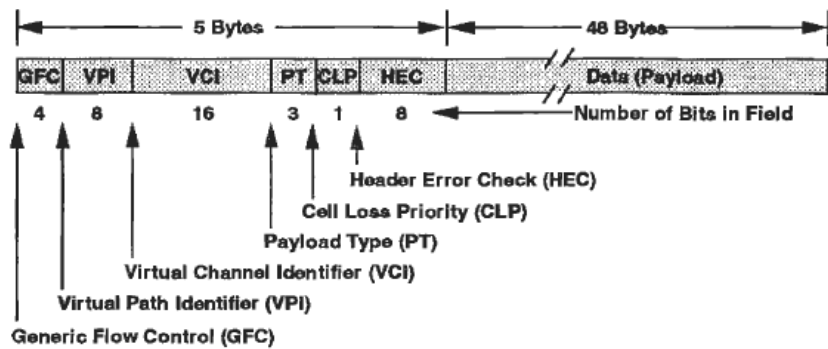 5 Bytes 48 Bytes
GFC VPI VCI PT CLP HEC Data (Payload)
4 8 16 3 1 8 Number of Bits in Field
Header Error Check (HEC)
Cell Loss Priority (CLP)
Payload Type (PT)
Virtual Channel Identifier (VCI)
Virtual Path Identifier (VPI)
Generic Flow Control (GFC)